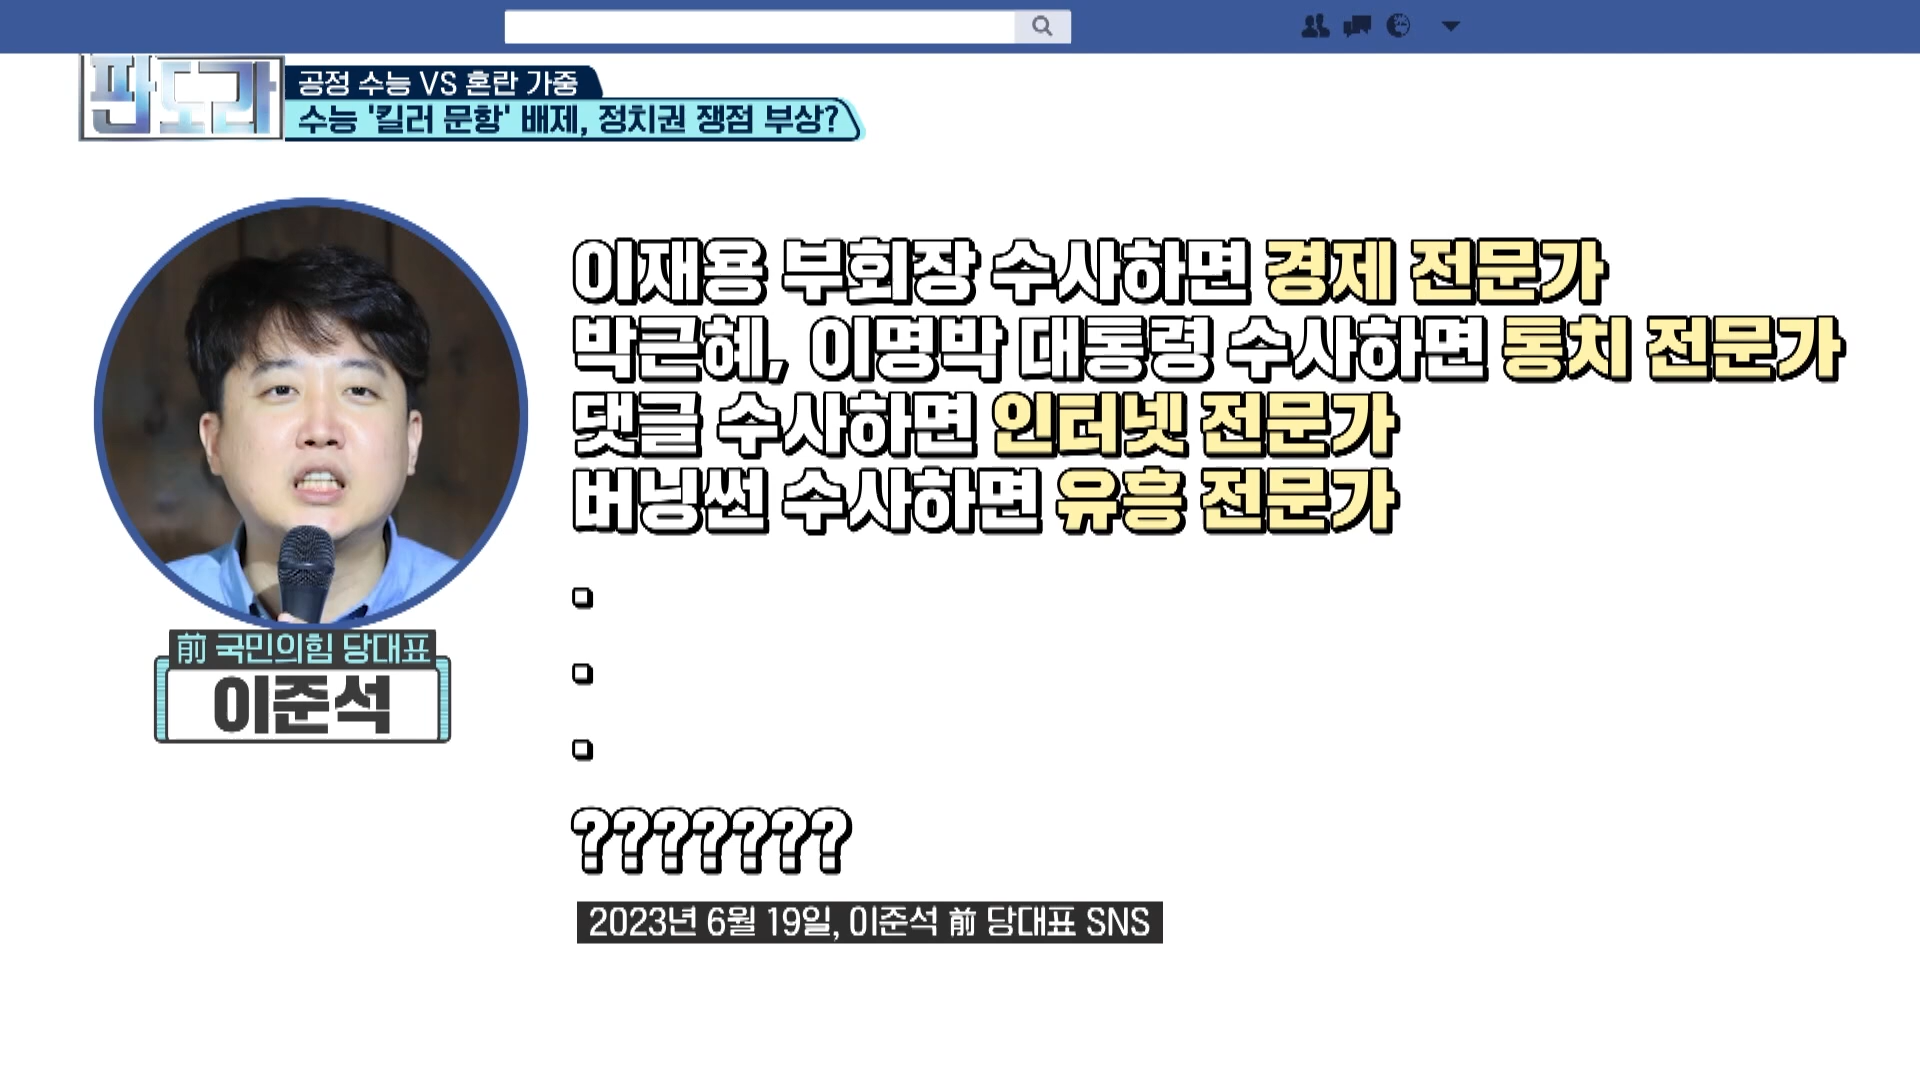 판도라
공정 수능 VS 혼란 가중
수능 '킬러 문항' 배제, 정치권 쟁점 부상?
이재용 부회장 수사하면 경제 전문가
박근혜, 이명박 대통령 수사하면 통치 전문가
댓글 수사하면 인터넷 전문가
버닝썬 수사하면 유흥 전문가
.
.
.
???????
前 국민의힘 당대표
이준석
2023년 6월 19일, 이준석 前 당대표 SNS